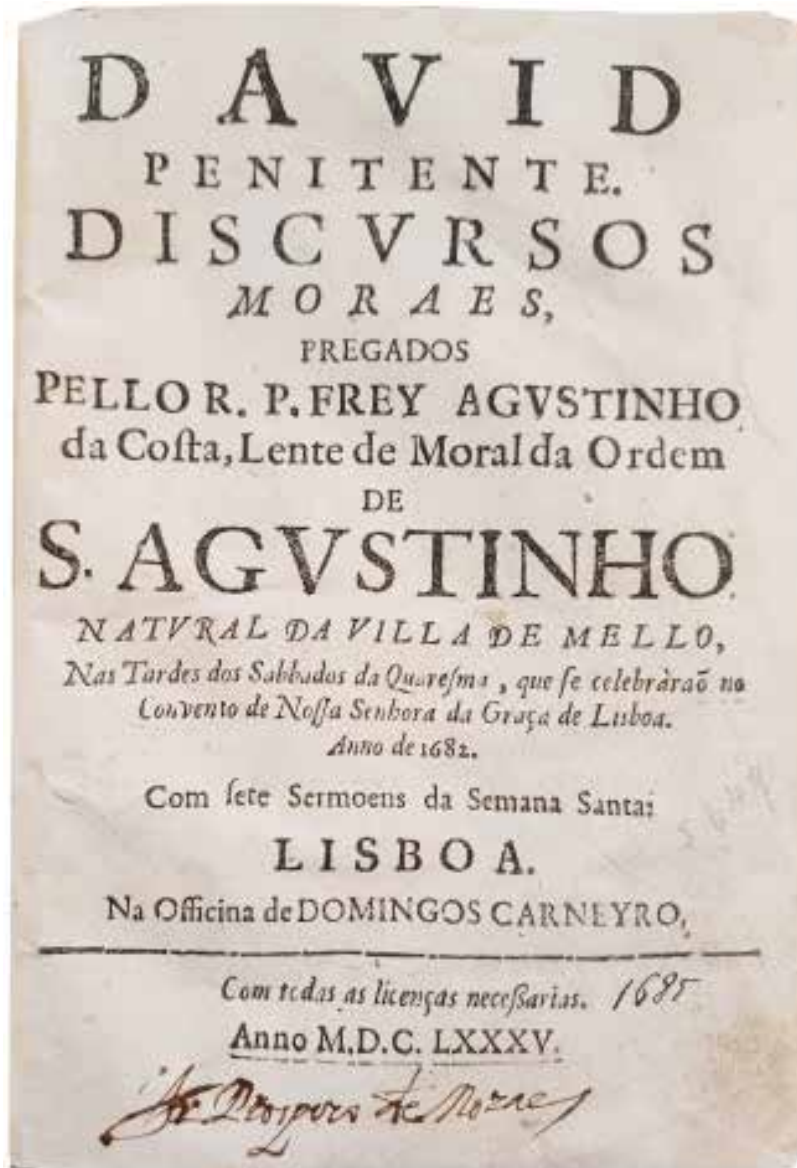 DAVID
PENITENTE.
DISCVRSOS
MORAES,
PREGADOS
PELLO R. P. FREY AGVSTINHO
da Coſta, Lente de Moral da Ordem
DE
S. AGVSTINHO.
NATVRAL DA VILLA DE MELLO,
Nas Tardes dos Sabbados da Quareſma, que ſe celebràraõ no
Convento de Noſſa Senhora da Graça de Lisboa.
Anno de 1682.
Com ſete Sermoens da Semana Santa:
LISBOA.
Na Officina de DOMINGOS CARNEYRO,
Com todas as licenças neceßarias. 1685
Anno M.D.C. LXXXV.
de Moraes